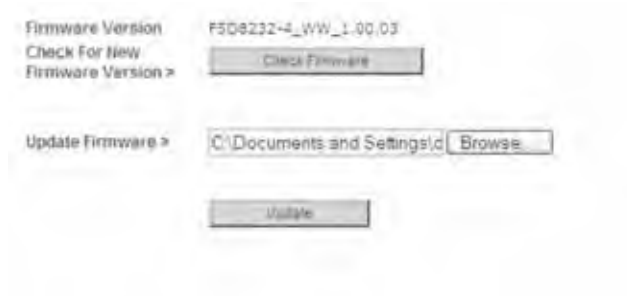 Firmware Version F5D8232-4_WW_1.00.03
Check For New
Firmware Version > Check Firmware
Update Firmware > C:\Documents and Settings\d Browse...
Update